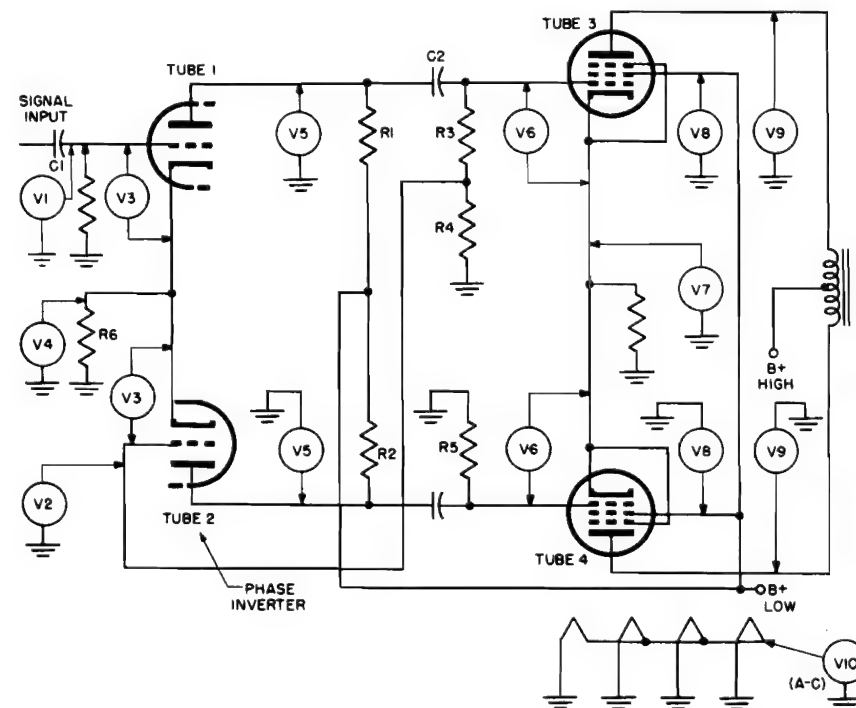 TUBE 3
C2
TUBE 1
SIGNAL
INPUT
C1
V1
V3
V5
R1
R3
V6
V8
V9
R4
V4
R6
V7
V3
B+
HIGH
V5
R2
R5
V6
V8
V9
V2
TUBE 2
TUBE 4
PHASE
INVERTER
B+
LOW
V10
(A-C)